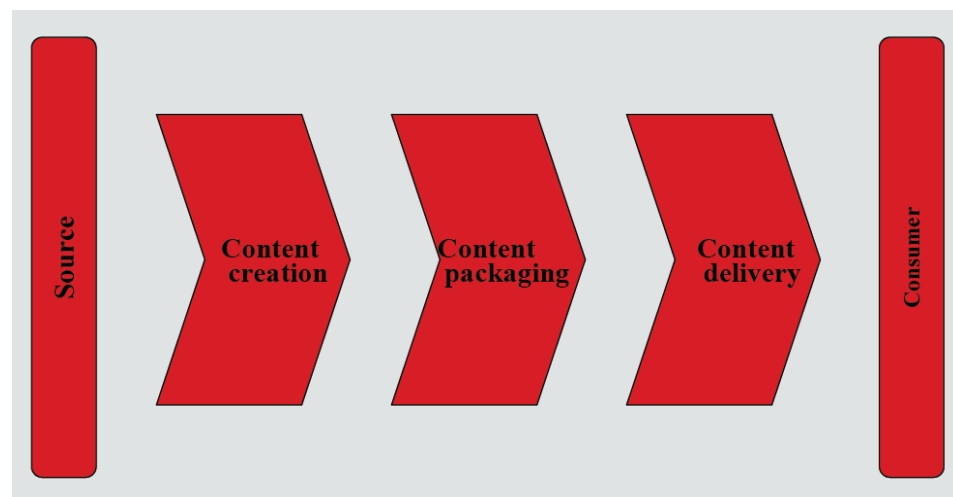 Source
Content
creation
Content
packaging
Content
delivery
Consumer